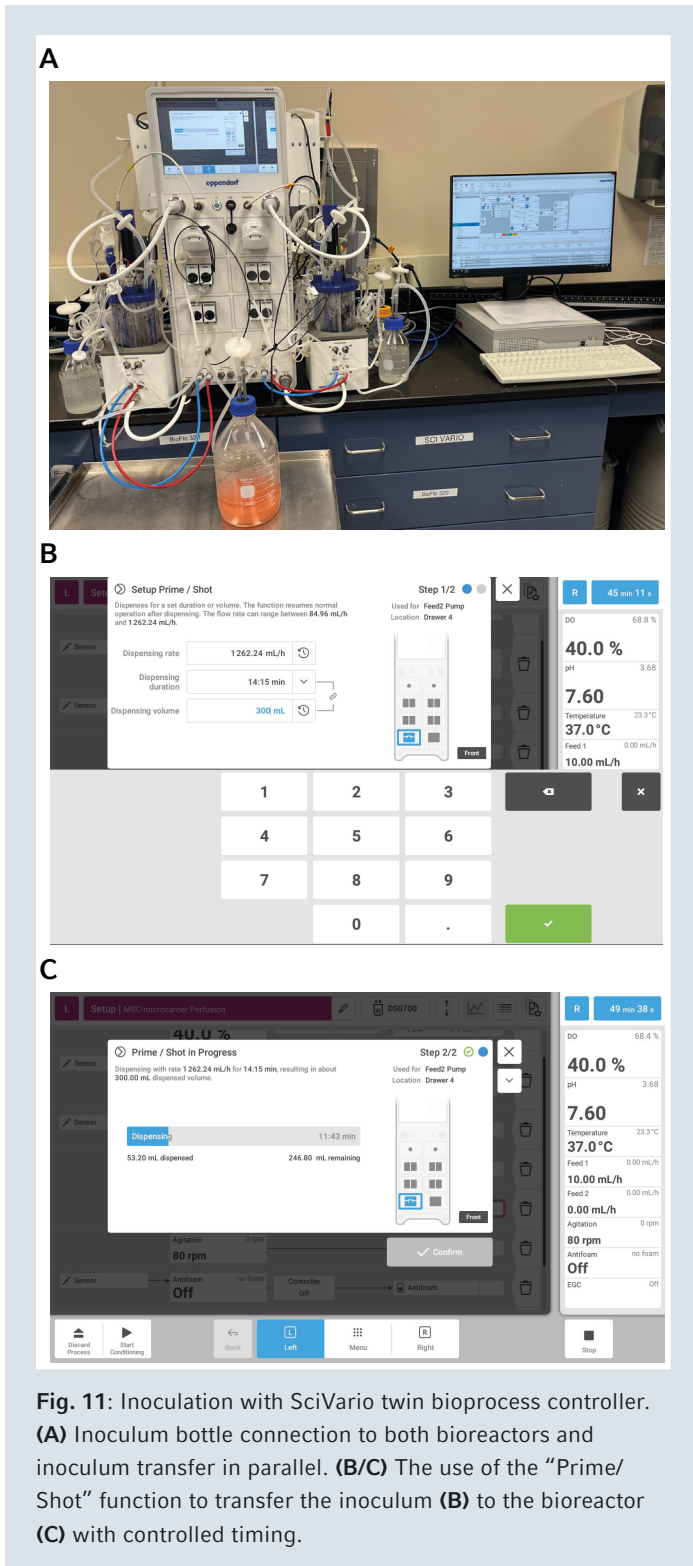 A
eppendorf
eppendorf
BioFlo 320
SCI VARIO
BioFlo 320
B
L
Setup Prime / Shot
Step 1/2
Dispenses for a set duration or volume. The function resumes normal
operation after dispensing. The flow rate can range between 84.96 mL/h
and 1 262.24 mL/h.
Used for Feed2 Pump
Location Drawer 4
Dispensing rate 1 262.24 mL/h
Dispensing
duration 14:15 min
Dispensing volume 300 mL
Front
Sensor
Sensor
R 45 min 11 s
DO 68.8 %
40.0 %
pH 3.68
7.60
Temperature 23.3°C
37.0°C
Feed 1 0.00 mL/h
10.00 mL/h
1 2 3
4 5 6
7 8 9
0 .
C
L Setup | MSC-microcarrier Perfusion DS0700
40.0 %
Prime / Shot in Progress
Step 2/2
Dispensing with rate 1 262.24 mL/h for 14:15 min, resulting in about
300.00 mL dispensed volume.
Used for Feed2 Pump
Location Drawer 4
Dispensing 11:43 min
53.20 mL dispensed 246.80 mL remaining
Front
Sensor
Sensor
Agitation 0 rpm
80 rpm
Confirm
Sensor
Antifoam no foam
Off
Controller
Off
Antifoam
R 49 min 38 s
DO 68.4 %
40.0 %
pH 3.68
7.60
Temperature 23.3°C
37.0°C
Feed 1 0.00 mL/h
10.00 mL/h
Feed 2 0.00 mL/h
0.00 mL/h
Agitation 0 rpm
80 rpm
Antifoam no foam
Off
EGC Off
Discard
Process
Start
Conditioning
Back
L
Left
Menu
R
Right
Stop
Fig. 11: Inoculation with SciVario twin bioprocess controller.
(A) Inoculum bottle connection to both bioreactors and
inoculum transfer in parallel. (B/C) The use of the “Prime/
Shot” function to transfer the inoculum (B) to the bioreactor
(C) with controlled timing.